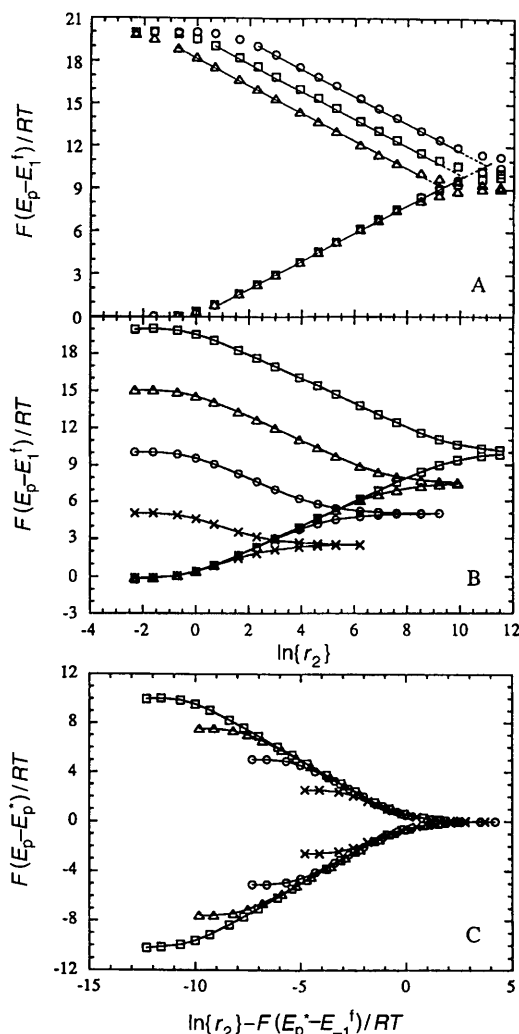 21
18
15
12
9
6
3
0
F(Eₚ−E₁ᶠ)/RT
A
18
15
12
9
6
3
0
-3
F(Eₚ−E₁ᶠ)/RT
B
-4 -2 0 2 4 6 8 10 12
ln{r₂}
12
8
4
0
-4
-8
-12
F(Eₚ−Eₚ*)/RT
C
-15 -10 -5 0 5
ln{r₂}−F(Eₚ*−E₋₁ᶠ)/RT